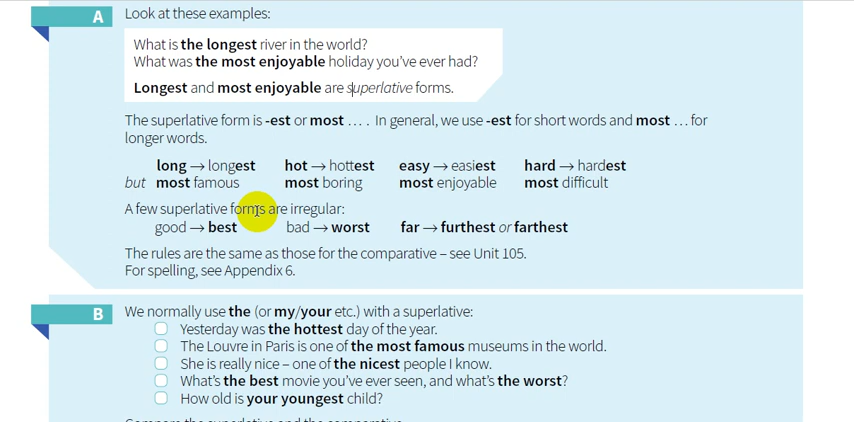 A Look at these examples:
What is the longest river in the world?
What was the most enjoyable holiday you've ever had?
Longest and most enjoyable are superlative forms.
The superlative form is -est or most … . In general, we use -est for short words and most … for
longer words.
long → longest hot → hottest easy → easiest hard → hardest
but most famous most boring most enjoyable most difficult
A few superlative forms are irregular:
good → best bad → worst far → furthest or farthest
The rules are the same as those for the comparative – see Unit 105.
For spelling, see Appendix 6.
B We normally use the (or my/your etc.) with a superlative:
Yesterday was the hottest day of the year.
The Louvre in Paris is one of the most famous museums in the world.
She is really nice – one of the nicest people I know.
What's the best movie you've ever seen, and what's the worst?
How old is your youngest child?
Compare the superlative and the comparative